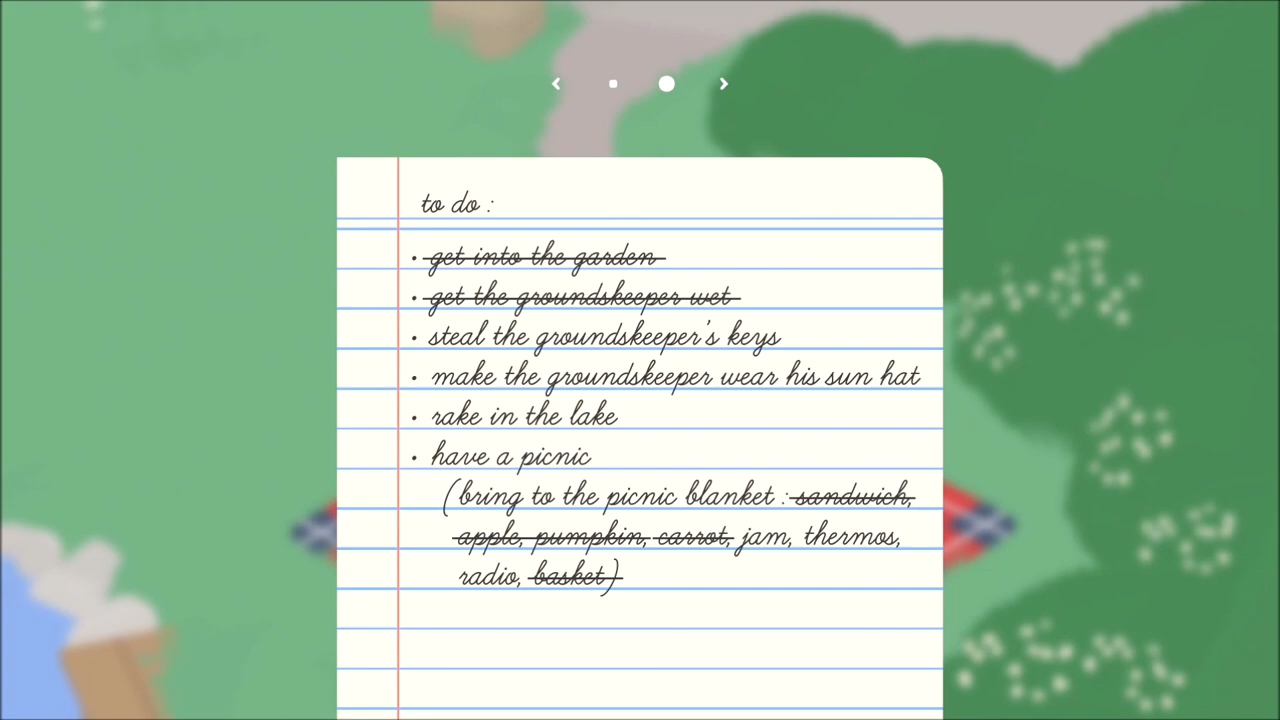 to do :
• get into the garden
• get the groundskeeper wet
• steal the groundskeeper's keys
• make the groundskeeper wear his sun hat
• rake in the lake
• have a picnic
(bring to the picnic blanket : sandwich,
apple, pumpkin, carrot, jam, thermos,
radio, basket)